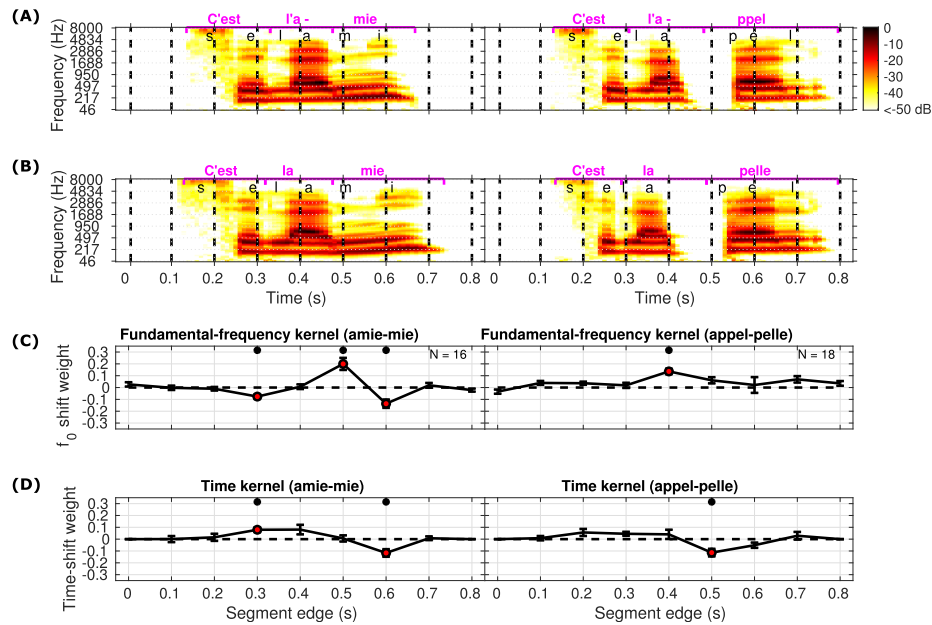 (A)
C'est l'a - mie C'est l'a - ppel
s e l a m i s e l a p e l
Frequency (Hz)
8000
4834
2886
1688
950
497
217
46
0
-10
-20
-30
-40
<-50 dB
(B)
C'est la mie C'est la pelle
s e l a m i s e l a p e l
Frequency (Hz)
8000
4834
2886
1688
950
497
217
46
0 0.1 0.2 0.3 0.4 0.5 0.6 0.7 0.8 0 0.1 0.2 0.3 0.4 0.5 0.6 0.7 0.8
Time (s) Time (s)
(C)
Fundamental-frequency kernel (amie-mie) Fundamental-frequency kernel (appel-pelle)
N = 16 N = 18
f0 shift weight
0.3
0.2
0.1
0
-0.1
-0.2
-0.3
(D)
Time kernel (amie-mie) Time kernel (appel-pelle)
Time-shift weight
0.3
0.2
0.1
0
-0.1
-0.2
-0.3
0 0.1 0.2 0.3 0.4 0.5 0.6 0.7 0.8 0 0.1 0.2 0.3 0.4 0.5 0.6 0.7 0.8
Segment edge (s) Segment edge (s)